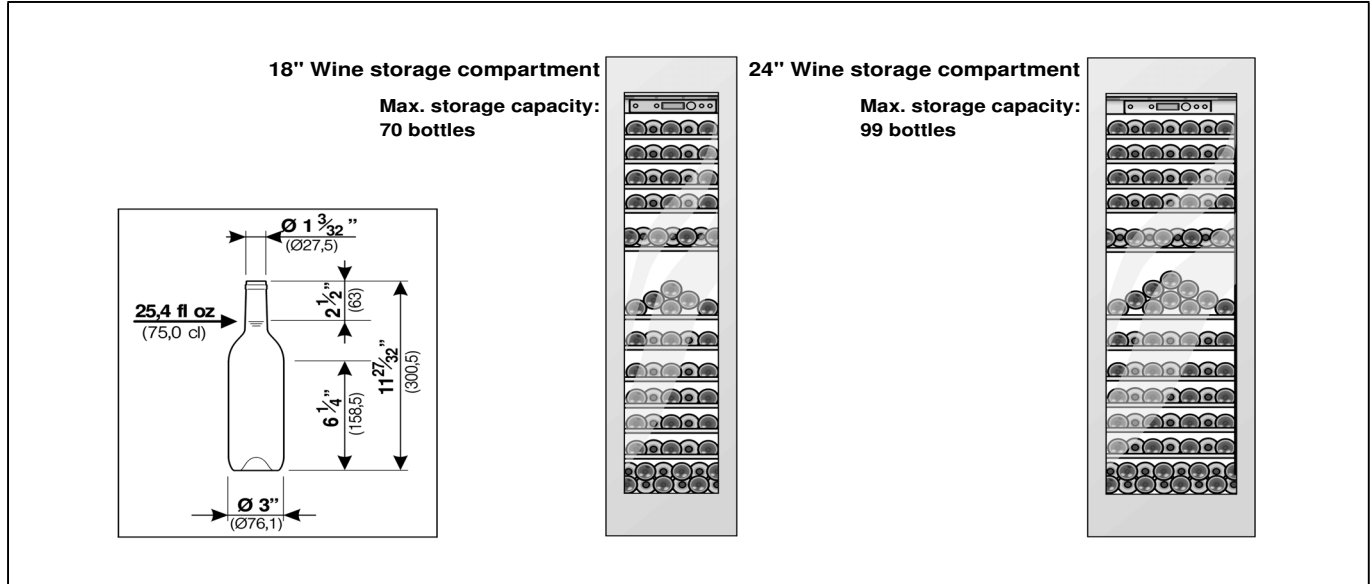 18" Wine storage compartment
Max. storage capacity:
70 bottles
24" Wine storage compartment
Max. storage capacity:
99 bottles
Ø 1 3/32 ”
(Ø27,5)
25,4 fl oz
(75,0 cl)
2 1/2”
(63)
11 27/32”
(300,5)
6 1/4”
(158,5)
Ø 3”
(Ø76,1)